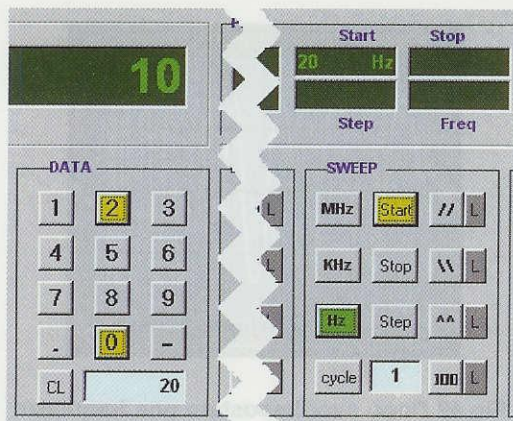 Start Stop
10 20 Hz
Step Freq
DATA SWEEP
1 2 3 L MHz Start // L
4 5 6 L KHz Stop \\ L
7 8 9 L Hz Step ^^ L
. 0 -
CL 20 cycle 1 L